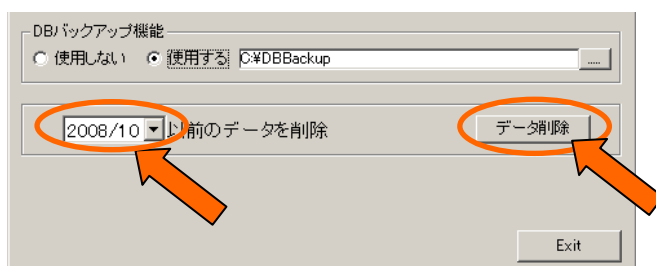 DBバックアップ機能
使用しない 使用する C:¥DBBackup ....
2008/10 以前のデータを削除 データ削除
Exit